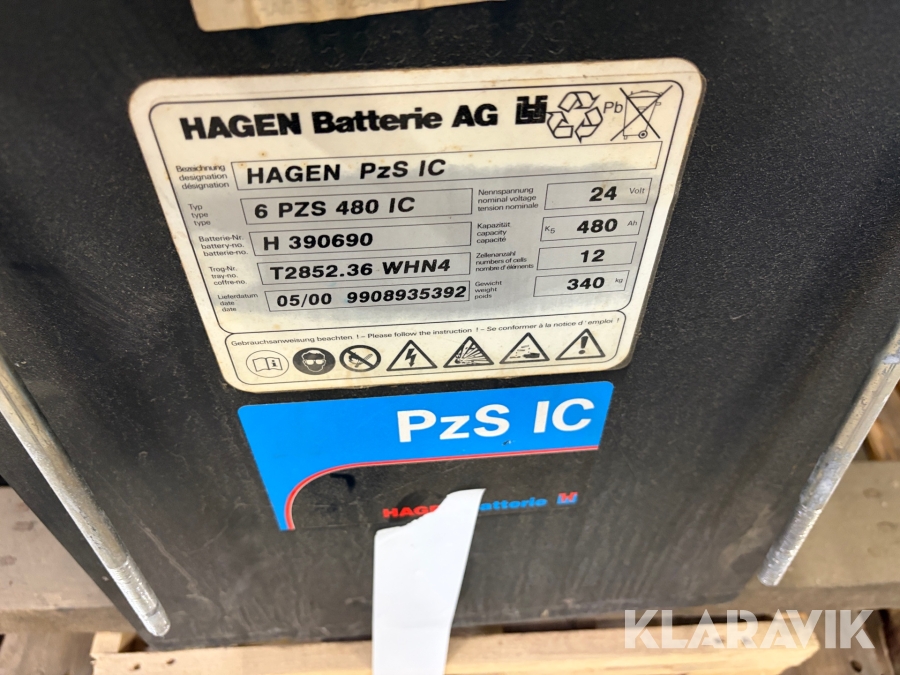 HAGEN Batterie AG
Pb
Bezeichnung
designation
désignation
HAGEN PzS IC
Typ
type
type
6 PZS 480 IC
Nennspannung
nominal voltage
tension nominale
24 Volt
Batterie-Nr.
battery-no.
batterie-no.
H 390690
Kapazität
capacity
capacité
K5 480 Ah
Trog-Nr.
tray-no.
coffre-no.
T2852.36 WHN4
Zellenanzahl
numbers of cells
nombre d'éléments
12
Lieferdatum
date
date
05/00 9908935392
Gewicht
weight
poids
340 kg
Gebrauchsanweisung beachten ! – Please follow the instruction ! – Se conformer à la notice d'emploi !
PzS IC
HAGEN Batterie
KLARAVIK